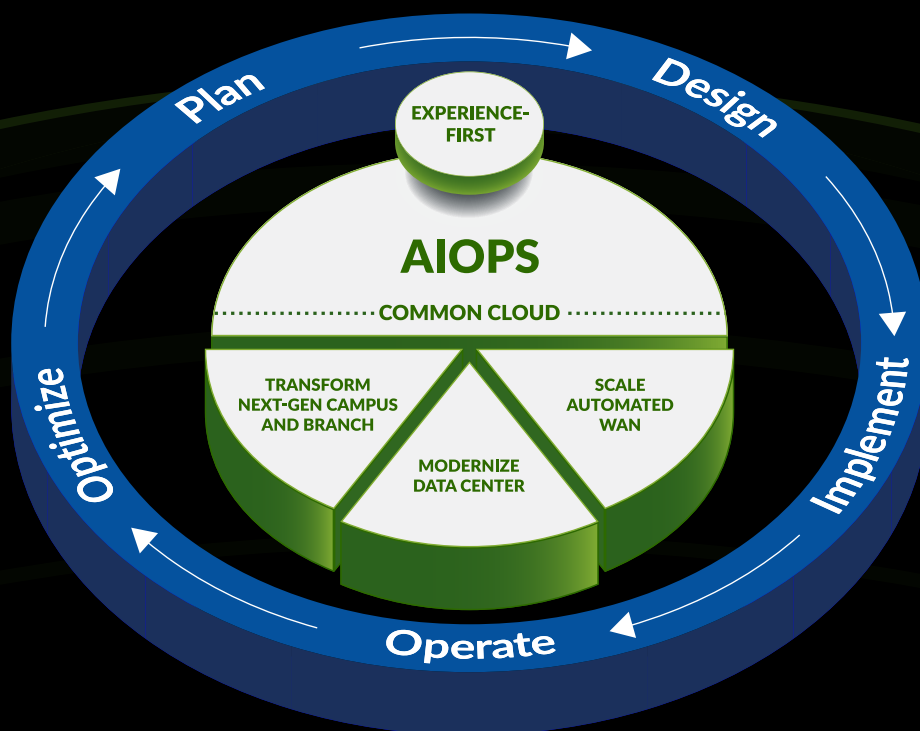 Plan
Design
EXPERIENCE-
FIRST
AIOPS
COMMON CLOUD
TRANSFORM
NEXT-GEN CAMPUS
AND BRANCH
SCALE
AUTOMATED
WAN
MODERNIZE
DATA CENTER
Implement
Optimize
Operate